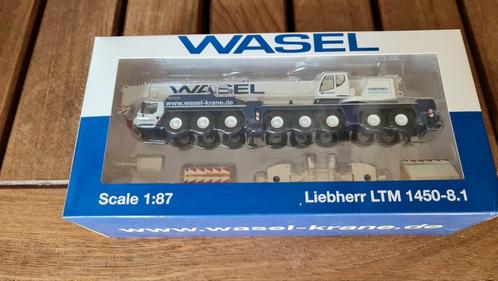 WASEL
WASEL
www.wasel-krane.de
Scale 1:87
Liebherr LTM 1450-8.1
www.wasel-krane.de